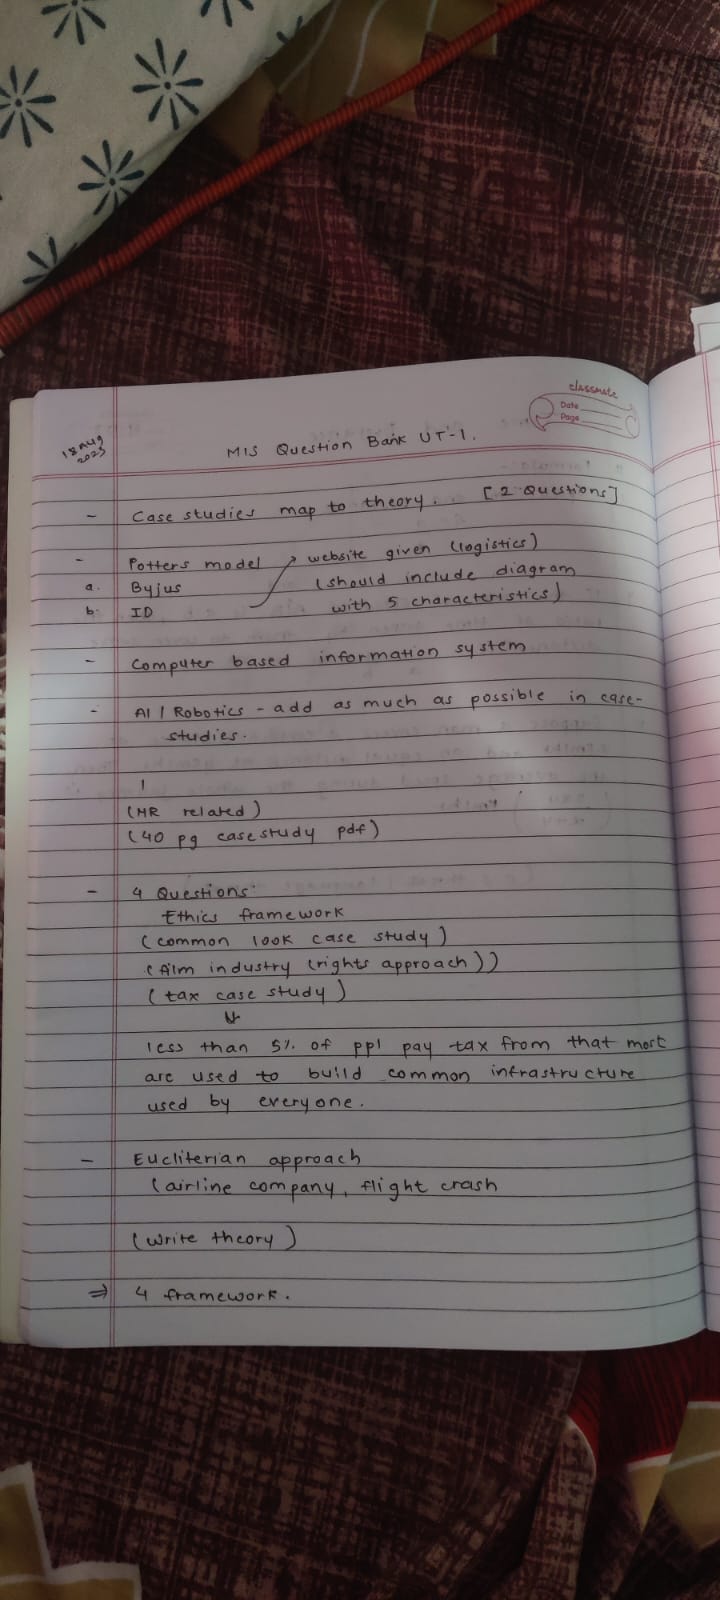 classmate
Date
Page
18 Aug
2023
MIS Question Bank UT-1.
- Case studies map to theory. [2 Questions]
- Potters model → website given (logistics)
a. Byjus (should include diagram
b. ID with 5 characteristics)
- Computer based information system
- AI / Robotics - add as much as possible in case-
studies.
(HR related)
(40 pg case study pdf)
- 4 Questions:
Ethics framework
(common look case study)
(film industry (rights approach))
(tax case study)
↓
less than 5% of ppl pay tax from that most
are used to build common infrastructure
used by everyone.
- Eucliterian approach
(airline company, flight crash
(write theory)
⇒ 4 framework.